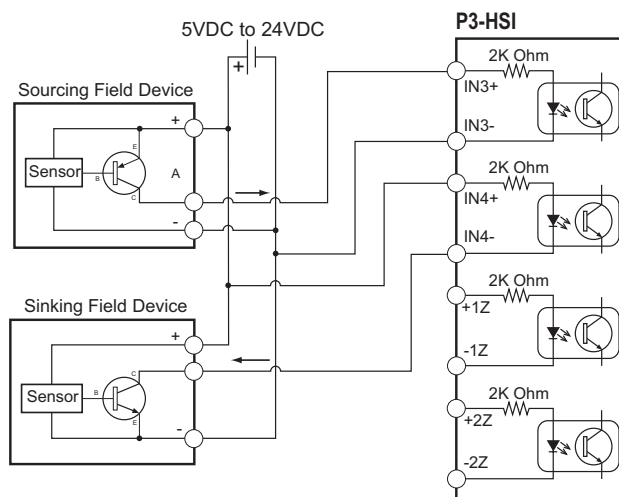 5VDC to 24VDC
+
P3-HSI
Sourcing Field Device
+
E
Sensor
B
A
C
-
2K Ohm
IN3+
IN3-
2K Ohm
IN4+
IN4-
Sinking Field Device
+
C
Sensor
B
E
-
2K Ohm
+1Z
-1Z
2K Ohm
+2Z
-2Z